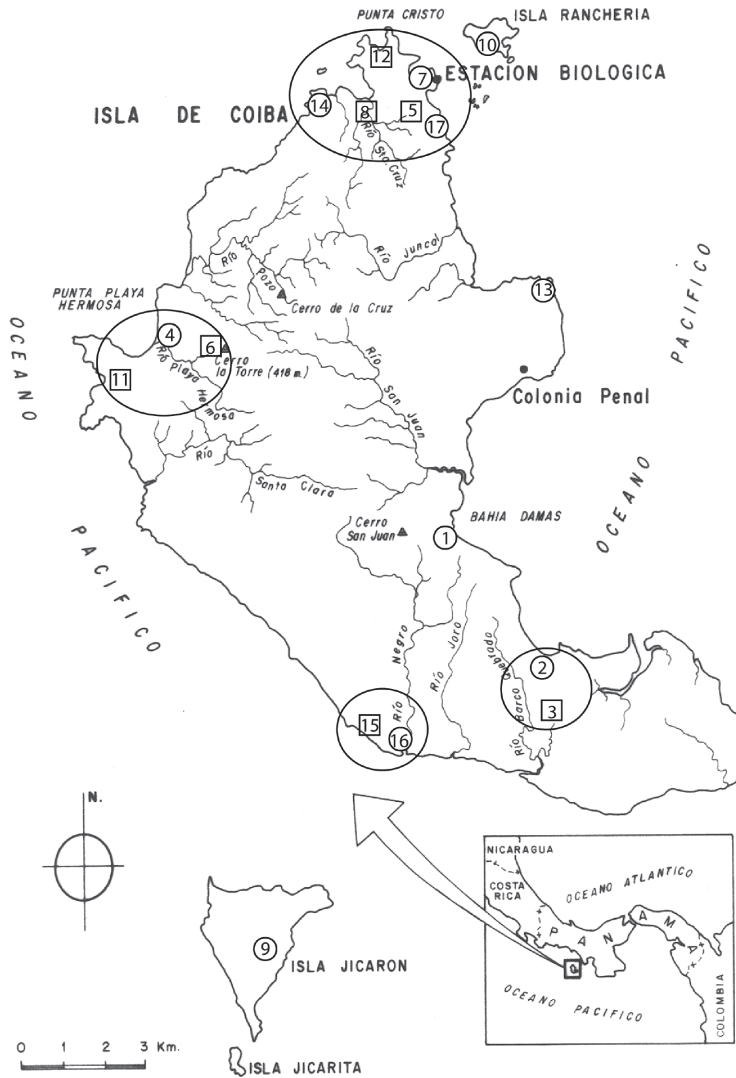 PUNTA CRISTO
ISLA RANCHERIA
10
12
7
ESTACION BIOLOGICA
ISLA DE COIBA
14
8
5
17
Río
Sta. Cruz
Río Juncal
Río Pozo
Cerro de la Cruz
13
PUNTA PLAYA
HERMOSA
4
6
Cerro
la Torre (418 m.)
11
Río Playa Hermosa
Río San Juan
Colonia Penal
OCEANO
PACIFICO
Río Santa Clara
Cerro
San Juan
1
BAHIA DAMAS
OCEANO
PACIFICO
Río Negro
Río Joro
Quebrado
Río Barco
2
3
15
16
N.
9
ISLA JICARON
ISLA JICARITA
0 1 2 3 Km.
NICARAGUA
COSTA
RICA
OCEANO ATLANTICO
PANAMA
OCEANO PACIFICO
COLOMBIA